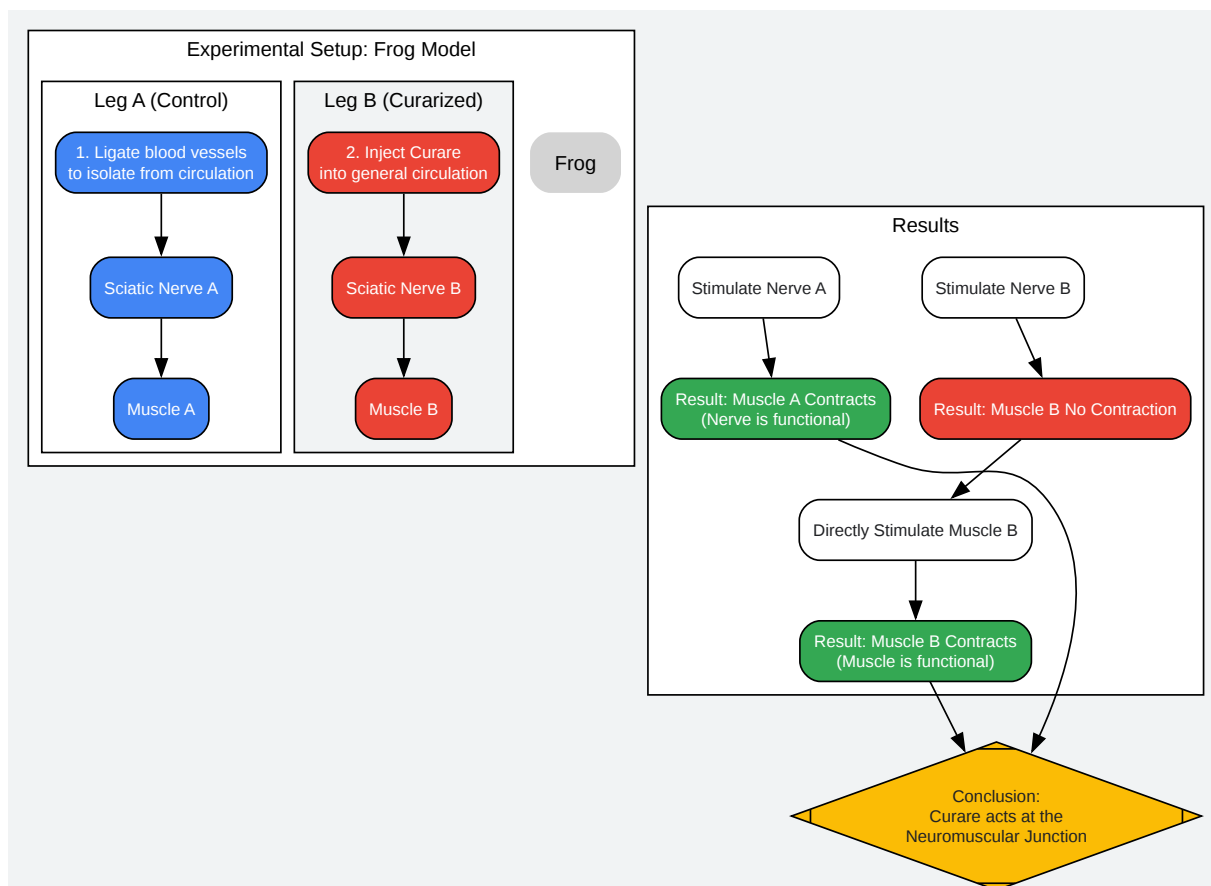 Experimental Setup: Frog Model
Leg A (Control)
1. Ligate blood vessels
to isolate from circulation
Sciatic Nerve A
Muscle A
Leg B (Curarized)
2. Inject Curare
into general circulation
Sciatic Nerve B
Muscle B
Frog
Results
Stimulate Nerve A
Stimulate Nerve B
Result: Muscle A Contracts
(Nerve is functional)
Result: Muscle B No Contraction
Directly Stimulate Muscle B
Result: Muscle B Contracts
(Muscle is functional)
Conclusion:
Curare acts at the
Neuromuscular Junction